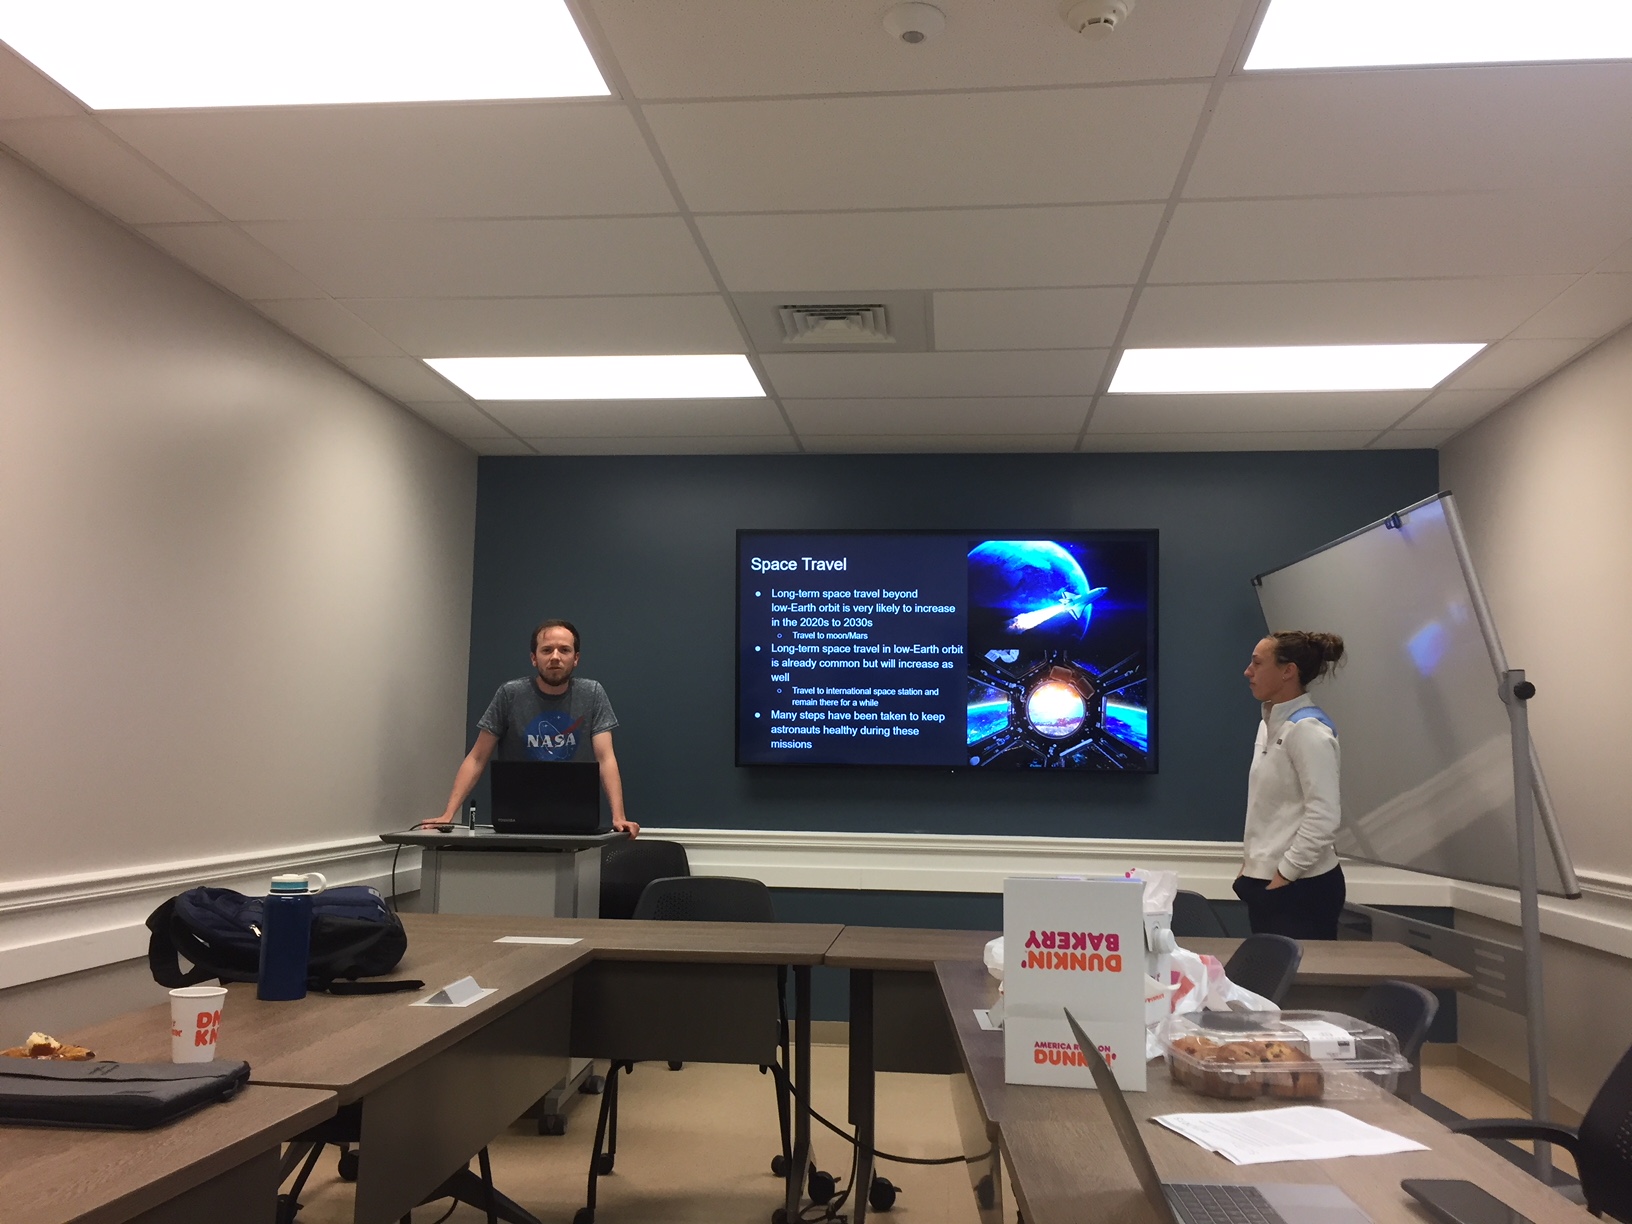 Space Travel
● Long-term space travel beyond
low-Earth orbit is very likely to increase
in the 2020s to 2030s
○ Travel to moon/Mars
● Long-term space travel in low-Earth orbit
is already common but will increase as
well
○ Travel to international space station and
remain there for a while
● Many steps have been taken to keep
astronauts healthy during these
missions
NASA
TOSHIBA
DUNKIN'
BAKERY
DN
KN